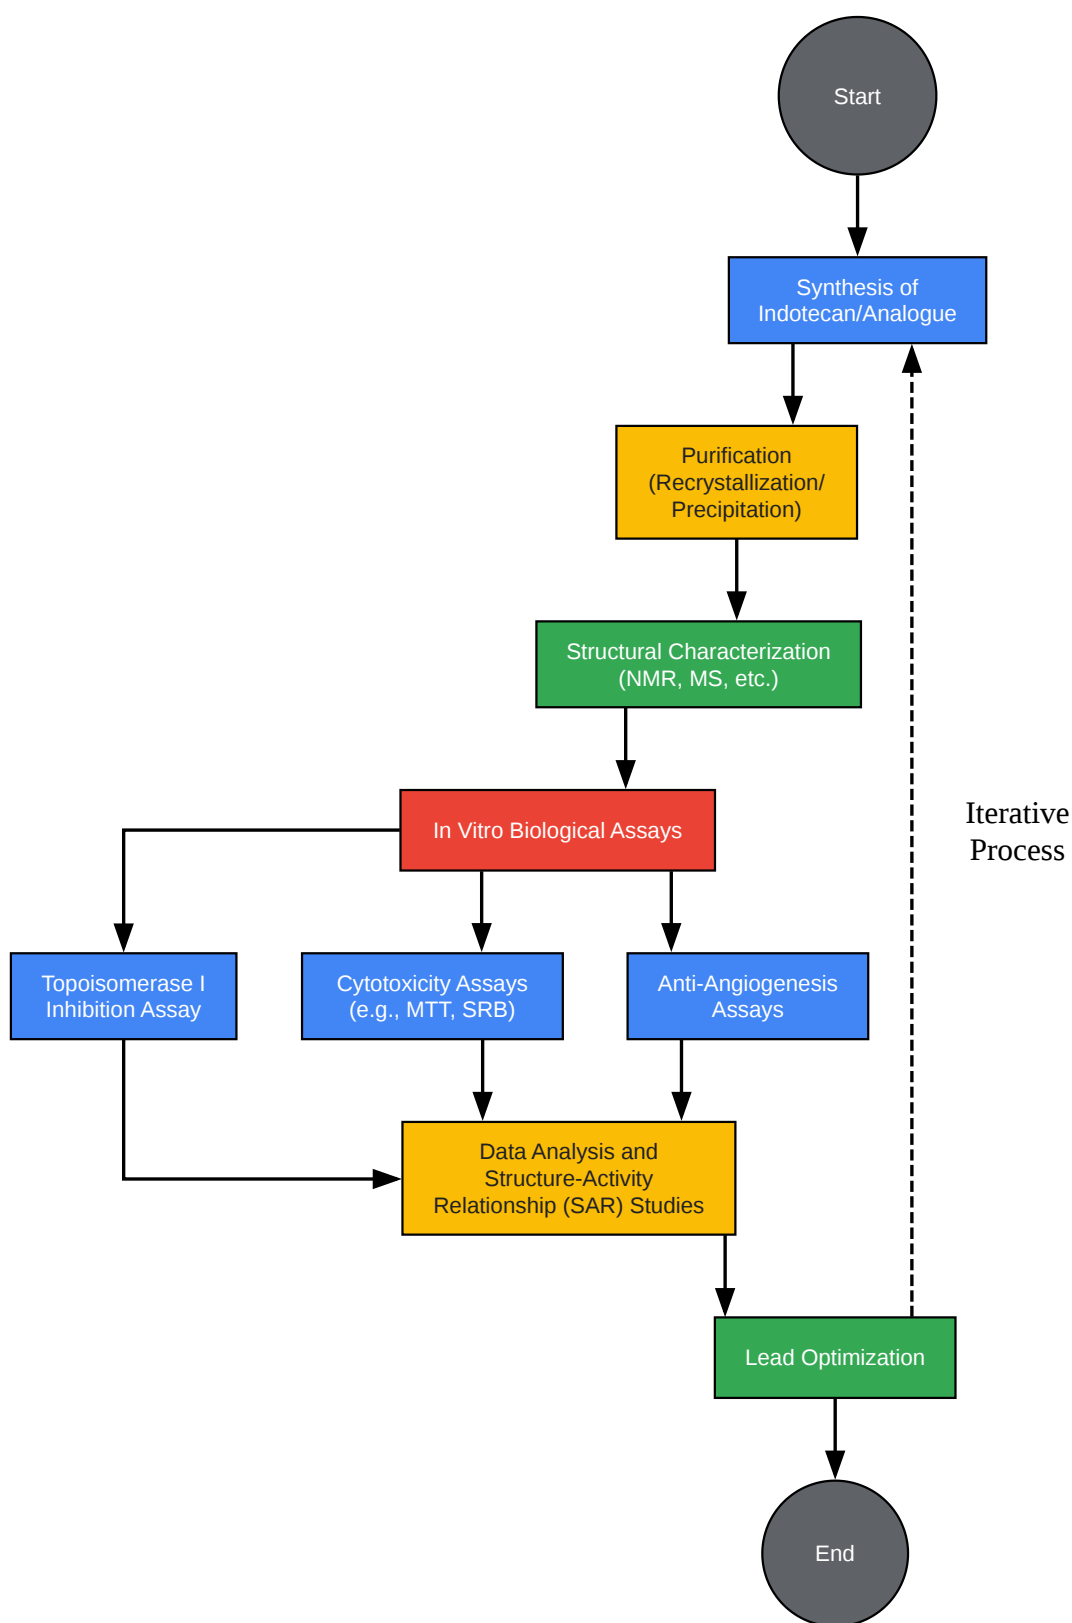 Start
Synthesis of
Indotecan/Analogue
Purification
(Recrystallization/
Precipitation)
Structural Characterization
(NMR, MS, etc.)
Iterative
Process
In Vitro Biological Assays
Topoisomerase I
Inhibition Assay
Cytotoxicity Assays
(e.g., MTT, SRB)
Anti-Angiogenesis
Assays
Data Analysis and
Structure-Activity
Relationship (SAR) Studies
Lead Optimization
End